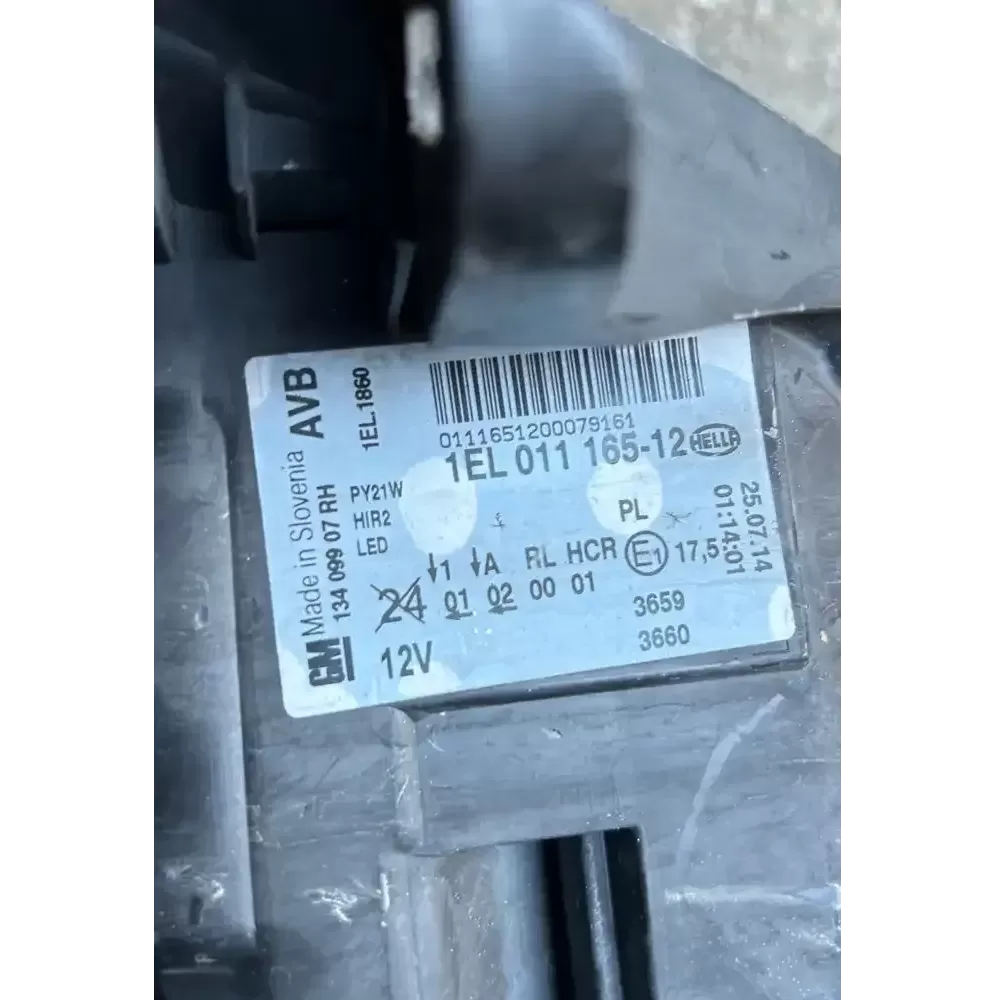 GM Made in Slovenia AVB
134 099 07 RH
1EL1860
0111651200079161
1EL 011 165-12 HELLA
PY21W
HIR2
LED
PL
1 A RL HCR E1 17,5
24 01 02 00 01
12V
3659
3660
25.07.14
01:14:01